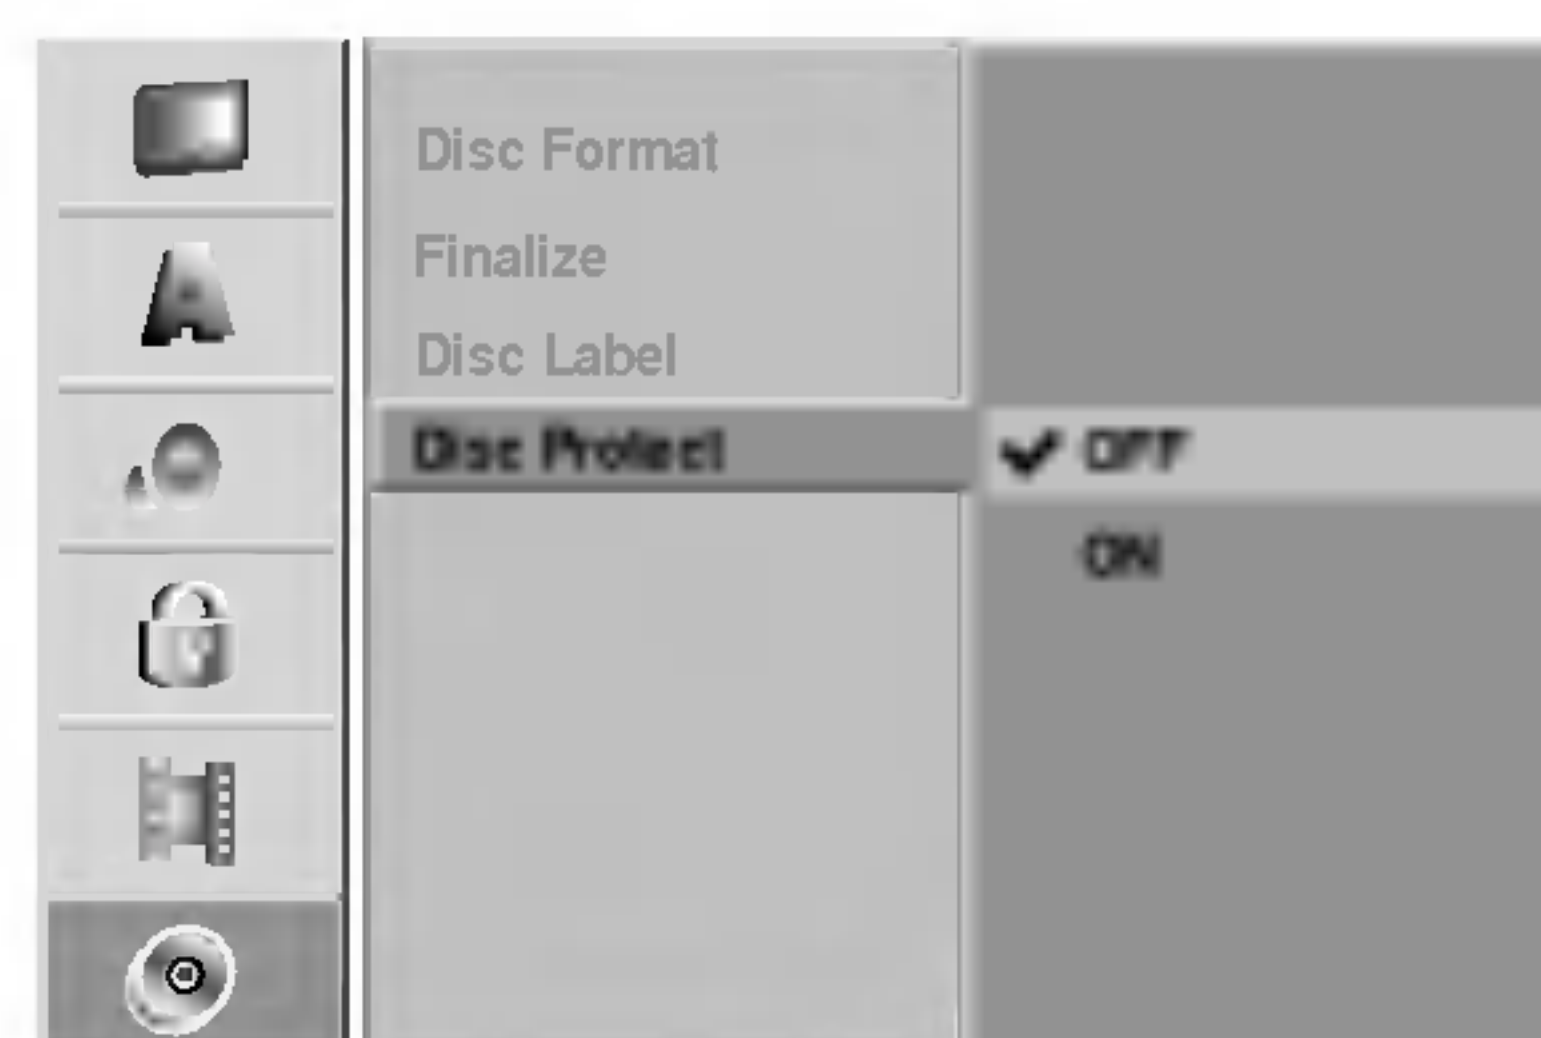 Disc Format
Finalize
Disc Label
Disc Protect
✔ OFF
ON